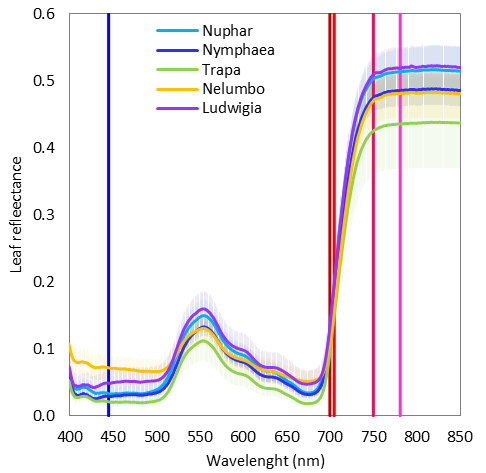 0.6
0.5
0.4
0.3
0.2
0.1
0.0
Leaf refleectance
Nuphar
Nymphaea
Trapa
Nelumbo
Ludwigia
400 450 500 550 600 650 700 750 800 850
Wavelenght (nm)